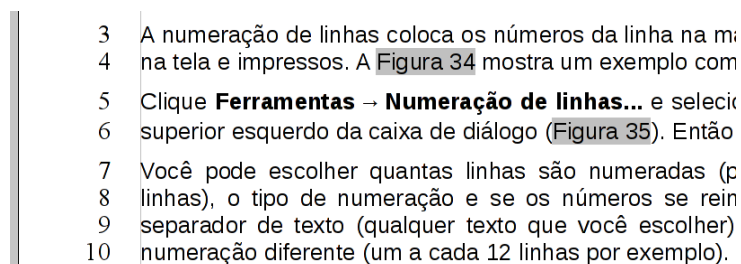 3 A numeração de linhas coloca os números da linha na
4 na tela e impressos. A Figura 34 mostra um exemplo com
5 Clique Ferramentas → Numeração de linhas... e
6 superior esquerdo da caixa de diálogo (Figura 35). Então
7 Você pode escolher quantas linhas são numeradas
8 linhas), o tipo de numeração e se os números se
9 separador de texto (qualquer texto que você escolher)
10 numeração diferente (um a cada 12 linhas por exemplo).